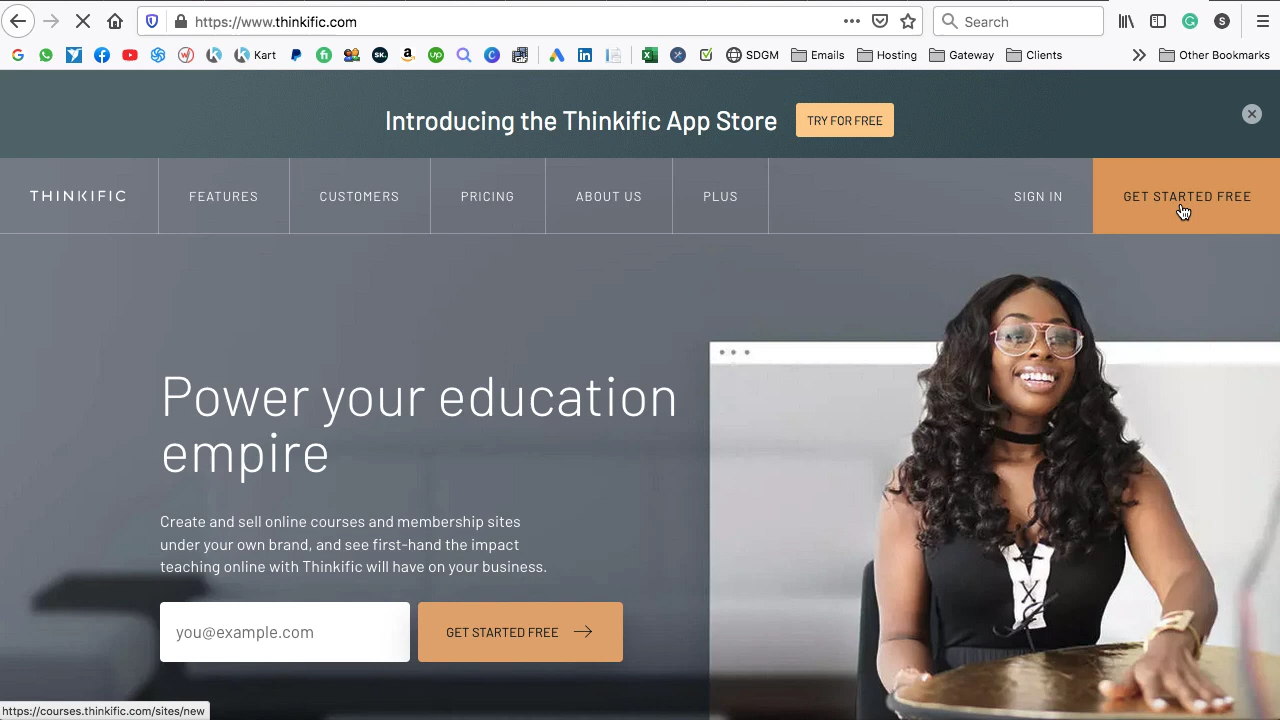 https://www.thinkific.com
Search
Kart
SDGM
Emails
Hosting
Gateway
Clients
Other Bookmarks
Introducing the Thinkific App Store
TRY FOR FREE
THINKIFIC
FEATURES
CUSTOMERS
PRICING
ABOUT US
PLUS
SIGN IN
GET STARTED FREE
Power your education
empire
Create and sell online courses and membership sites
under your own brand, and see first-hand the impact
teaching online with Thinkific will have on your business.
you@example.com
GET STARTED FREE
https://courses.thinkific.com/sites/new